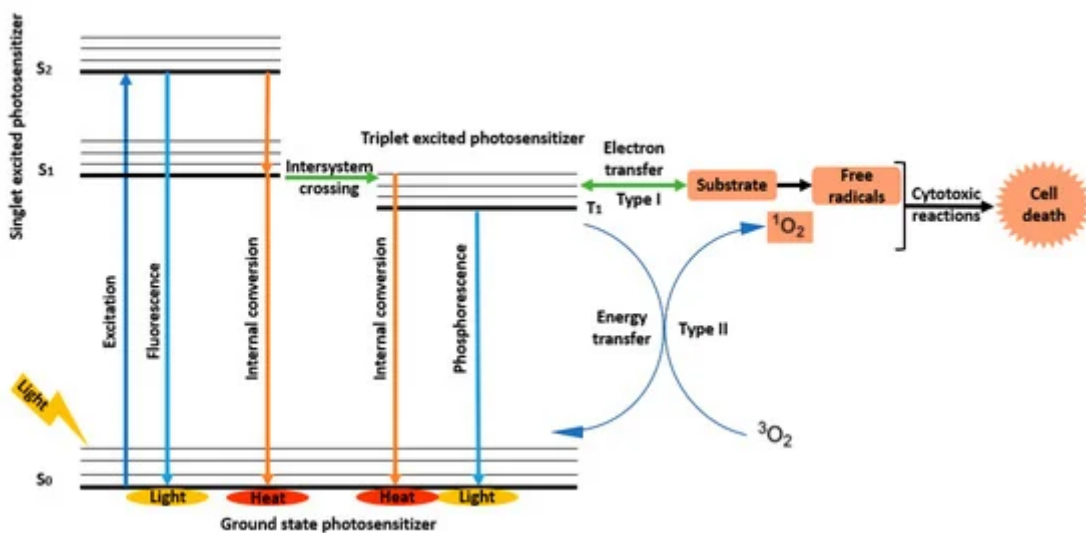 Singlet excited photosensitizer
S2
S1
S0
Light
Excitation
Fluorescence
Internal conversion
Intersystem
crossing
Triplet excited photosensitizer
T1
Internal conversion
Phosphorescence
Electron
transfer
Type I
Substrate
Free
radicals
Cytotoxic
reactions
Cell
death
¹O₂
Energy
transfer
Type II
³O₂
Light
Heat
Heat
Light
Ground state photosensitizer